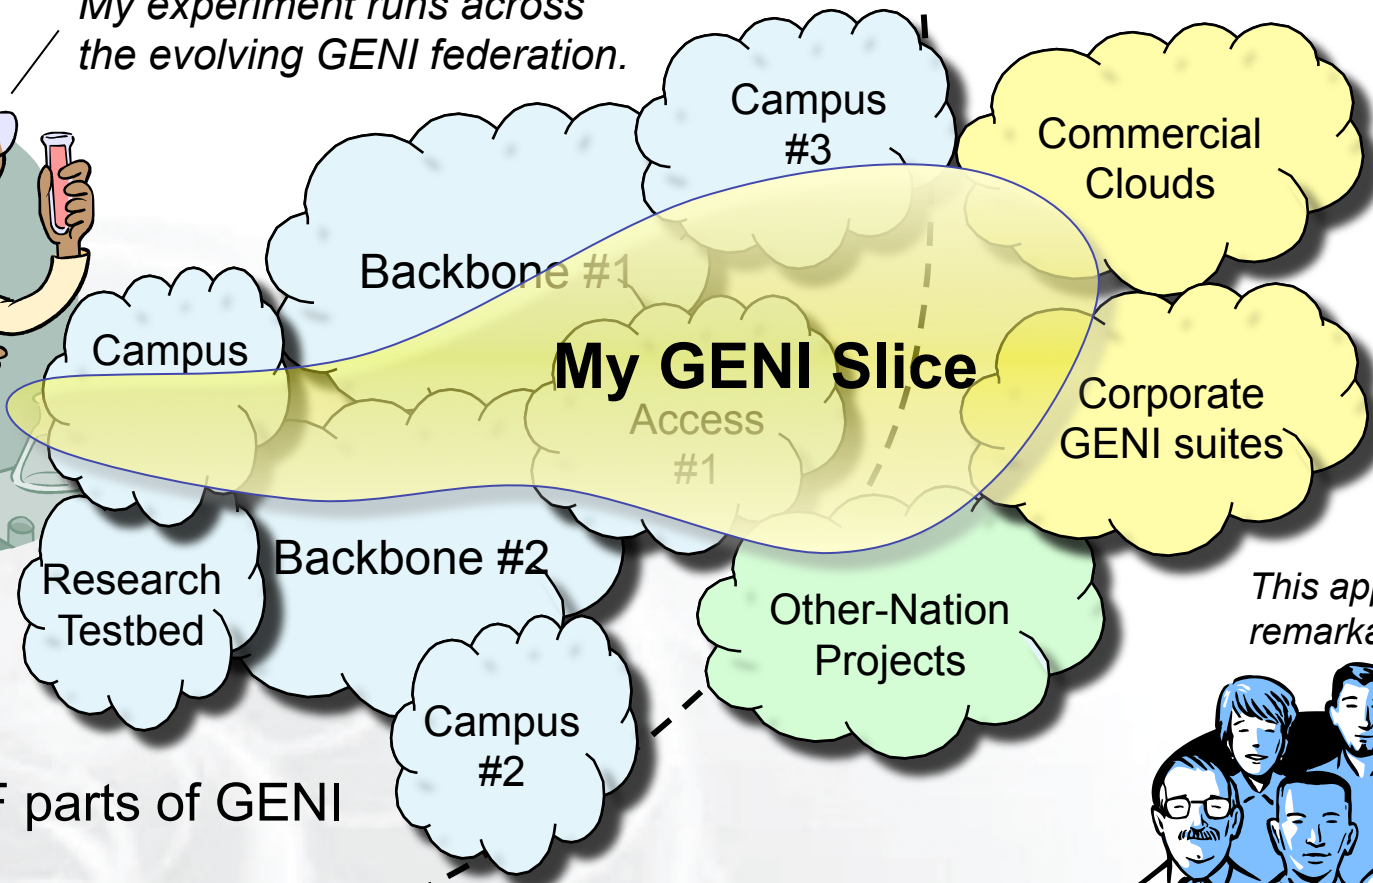 My experiment runs across
the evolving GENI federation.
Campus
#3
Commercial
Clouds
Backbone #1
Campus
My GENI Slice
Access
#1
Corporate
GENI suites
Backbone #2
Research
Testbed
Other-Nation
Projects
This
Campus
#2
parts of GENI